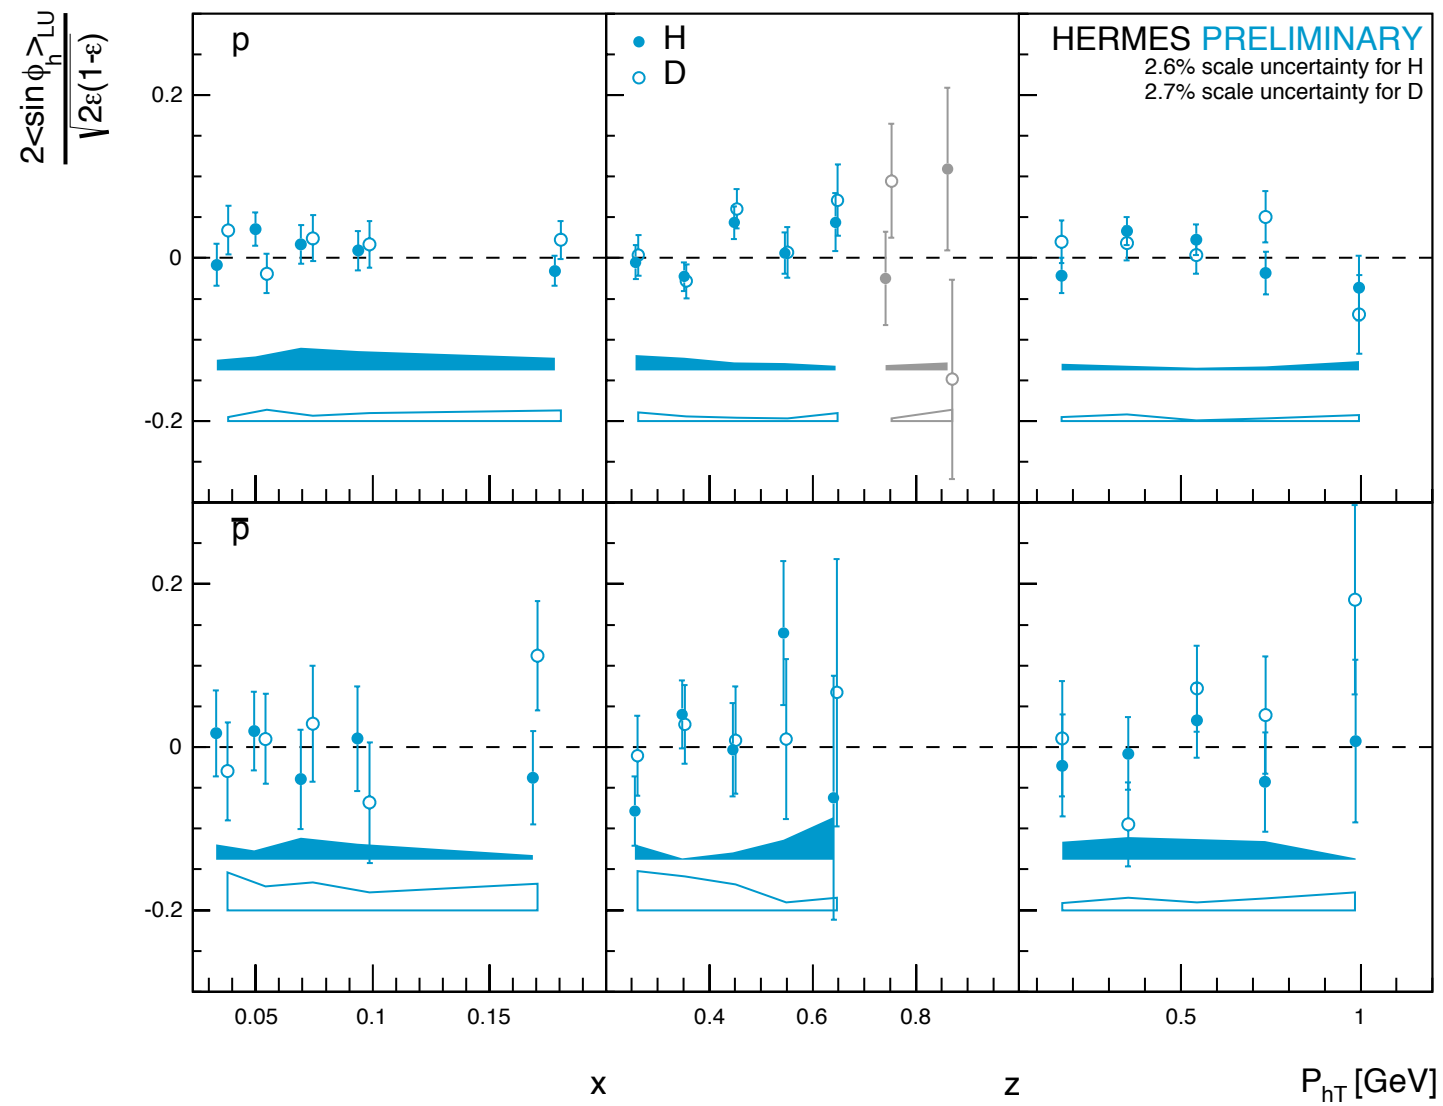 2<sin ϕh>LU
√2ε(1-ε)
p
H
D
HERMES PRELIMINARY
2.6% scale uncertainty for H
2.7% scale uncertainty for D
0.2
0
-0.2
p̅
0.2
0
-0.2
0.05 0.1 0.15 0.4 0.6 0.8 0.5 1
x z PhT [GeV]